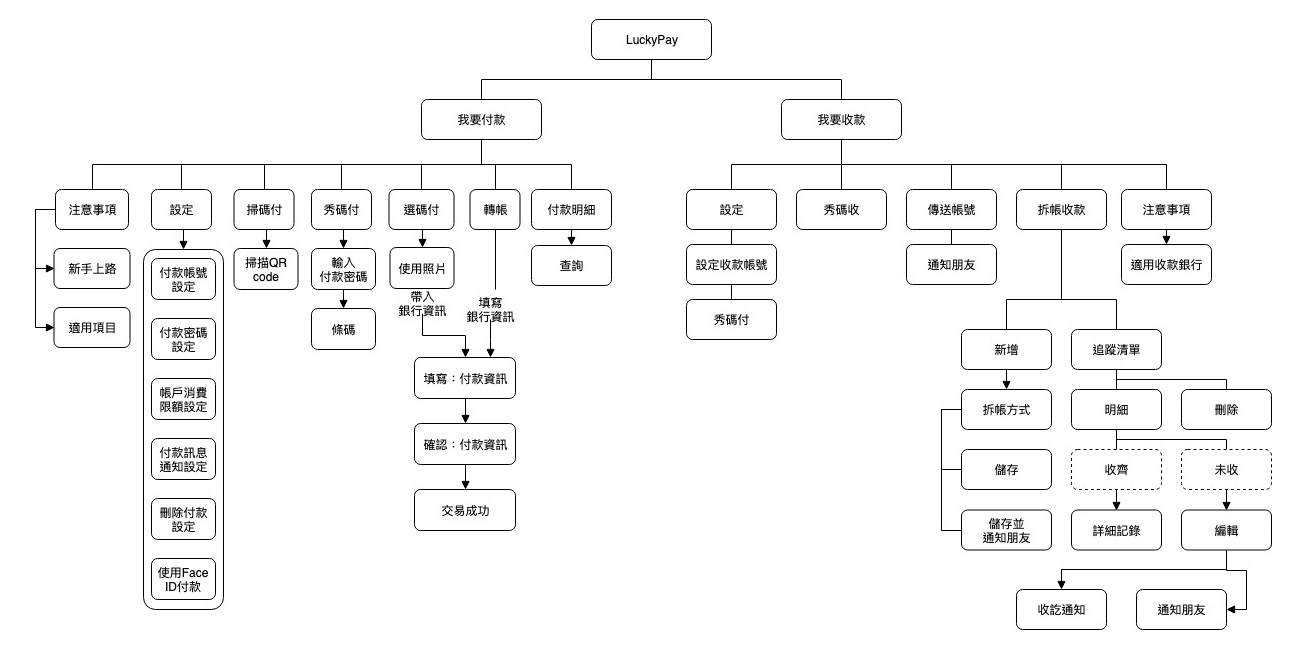 LuckyPay
我要付款
我要收款
注意事項
設定
掃碼付
秀碼付
選碼付
轉帳
付款明細
設定
秀碼收
傳送帳號
拆帳收款
注意事項
新手上路
適用項目
付款帳號
設定
付款密碼
設定
帳戶消費
限額設定
付款訊息
通知設定
刪除付款
設定
使用Face
ID付款
掃描QR
code
輸入
付款密碼
條碼
使用照片
帶入
銀行資訊
填寫
銀行資訊
填寫：付款資訊
確認：付款資訊
交易成功
查詢
設定收款帳號
秀碼付
通知朋友
適用收款銀行
新增
追蹤清單
拆帳方式
明細
刪除
儲存
收齊
未收
儲存並
通知朋友
詳細記錄
編輯
收訖通知
通知朋友